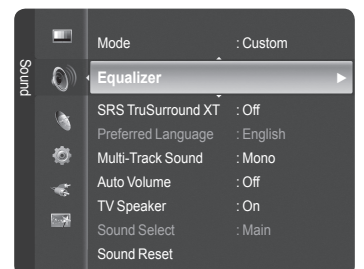 Sound
Mode : Custom
Equalizer
SRS TruSurround XT : Off
Preferred Language : English
Multi-Track Sound : Mono
Auto Volume : Off
TV Speaker : On
Sound Select : Main
Sound Reset